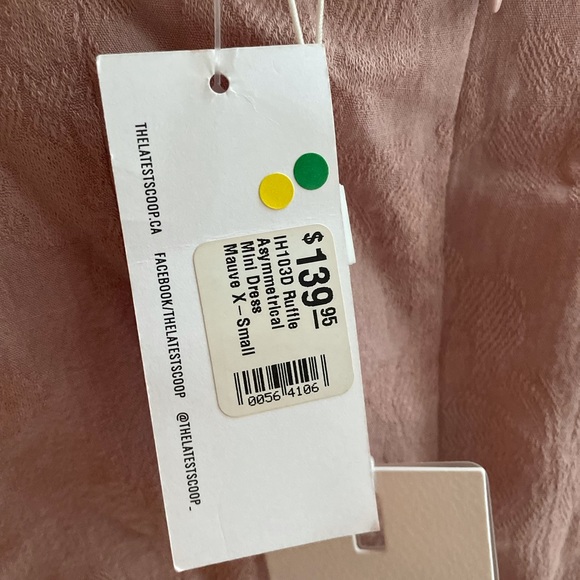 THELATESTSCOOP.CA FACEBOOK/THELATESTSCOOP @THELATESTSCOOP_
$139.95
IH103D Ruffle
Asymmetrical
Mini Dress
Mauve X-Small
0056 4106